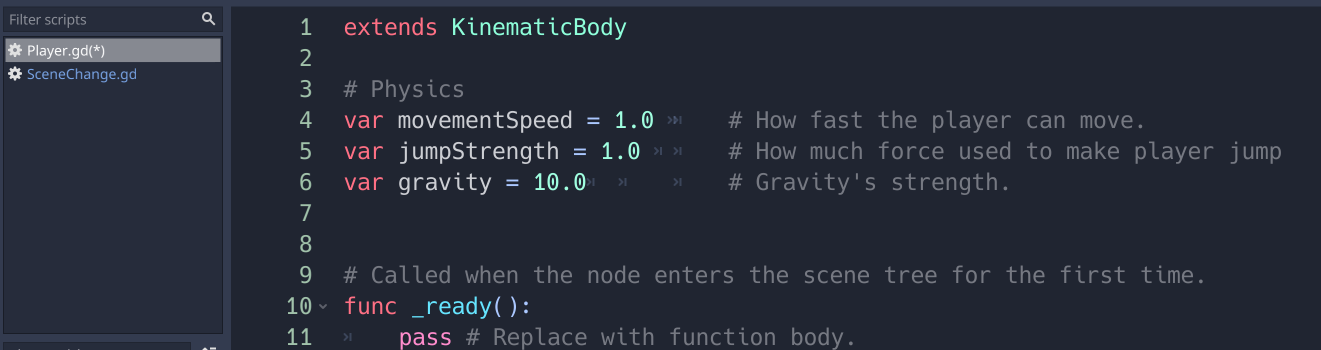 Filter scripts
Player.gd(*)
SceneChange.gd
1 extends KinematicBody
2
3 # Physics
4 var movementSpeed = 1.0 # How fast the player can move.
5 var jumpStrength = 1.0 # How much force used to make player jump
6 var gravity = 10.0 # Gravity's strength.
7
8
9 # Called when the node enters the scene tree for the first time.
10 func _ready():
11 pass # Replace with function body.